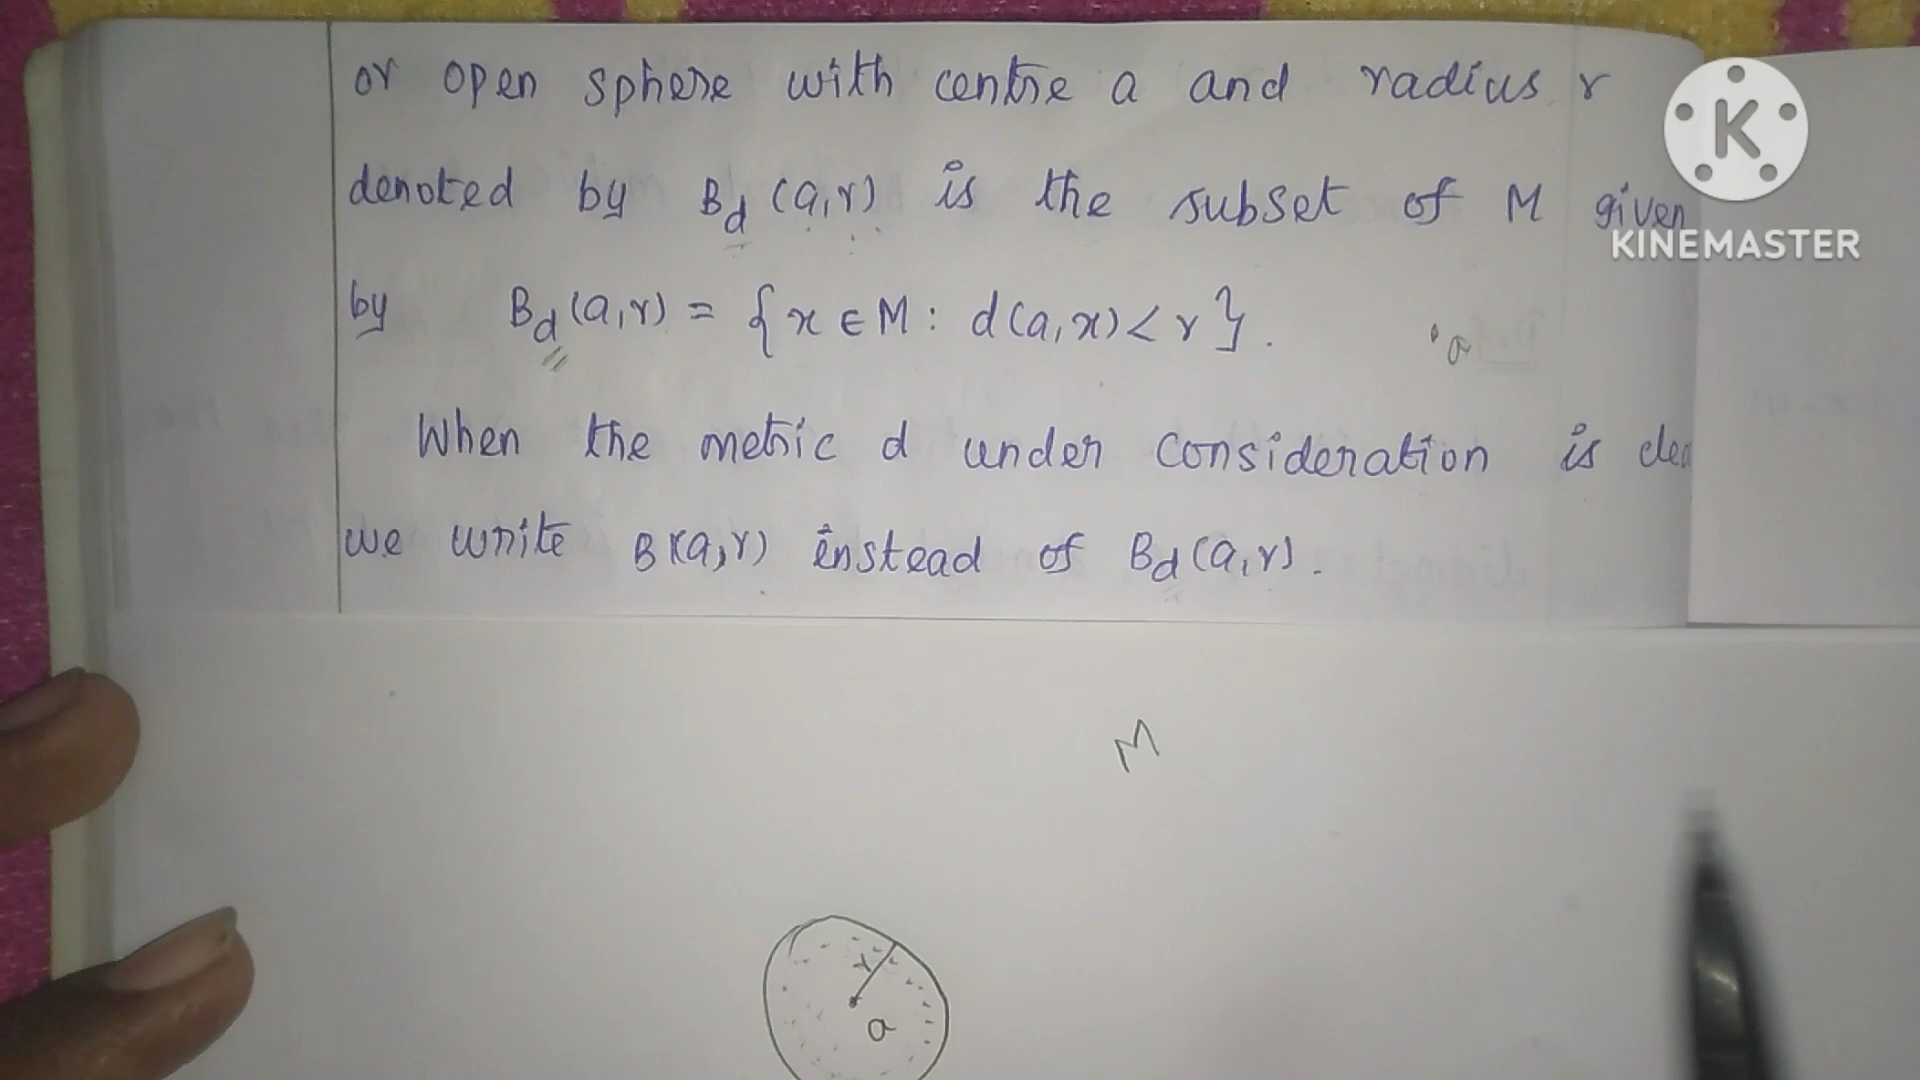 or open sphere with centre a and radius r
denoted by B_d (a,r) is the subset of M given
by B_d (a,r) = {x ∈ M : d(a,x) < r}.
a
When the metric d under consideration is clea
we write B(a,r) instead of B_d (a,r).
M
r
a
K
KINEMASTER